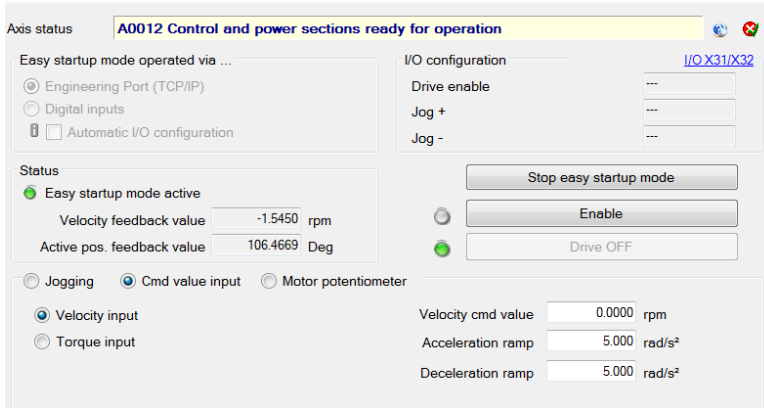 Axis status A0012 Control and power sections ready for operation
Easy startup mode operated via ...
Engineering Port (TCP/IP)
Digital inputs
Automatic I/O configuration
I/O configuration I/O X31/X32
Drive enable ---
Jog + ---
Jog - ---
Status
Easy startup mode active
Velocity feedback value -1.5450 rpm
Active pos. feedback value 106.4669 Deg
Stop easy startup mode
Enable
Drive OFF
Jogging Cmd value input Motor potentiometer
Velocity input
Torque input
Velocity cmd value 0.0000 rpm
Acceleration ramp 5.000 rad/s²
Deceleration ramp 5.000 rad/s²